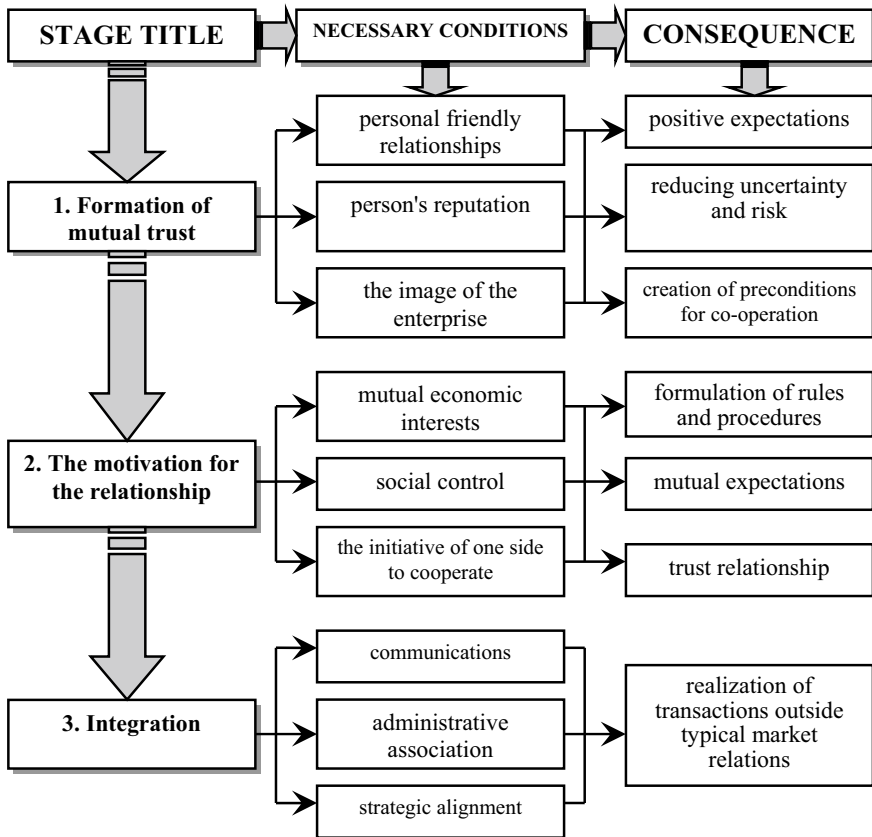 STAGE TITLE
NECESSARY CONDITIONS
CONSEQUENCE
1. Formation of
mutual trust
personal friendly
relationships
person's reputation
the image of the
enterprise
positive expectations
reducing uncertainty
and risk
creation of preconditions
for co-operation
2. The motivation for
the relationship
mutual economic
interests
social control
the initiative of one side
to cooperate
formulation of rules
and procedures
mutual expectations
trust relationship
3. Integration
communications
administrative
association
strategic alignment
realization of
transactions outside
typical market
relations